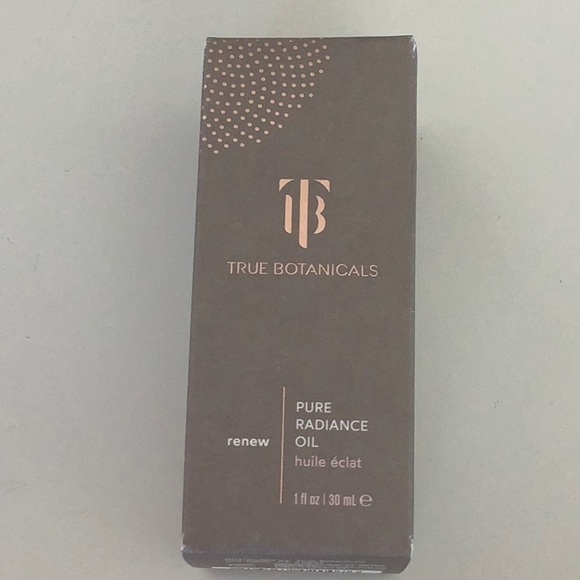 TB
TRUE BOTANICALS
renew
PURE
RADIANCE
OIL
huile éclat
1 fl oz | 30 mL e